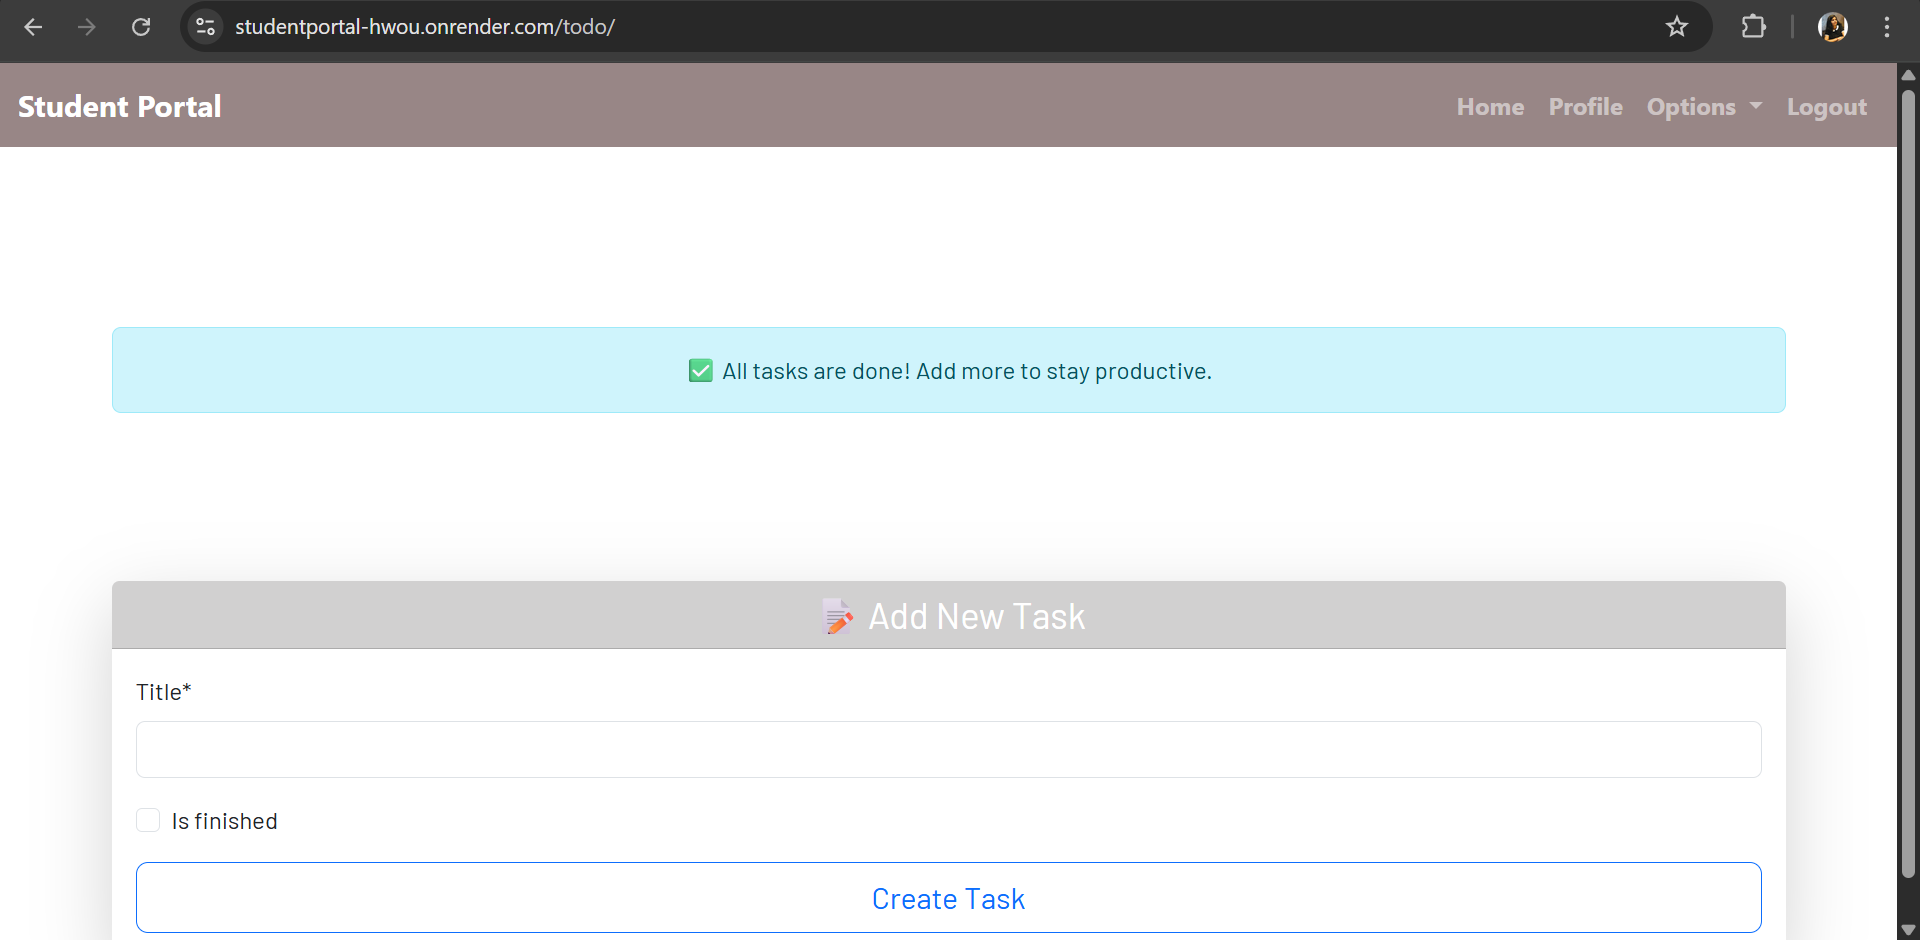 studentportal-hwou.onrender.com/todo/
Student Portal
Home Profile Options Logout
✅ All tasks are done! Add more to stay productive.
📝 Add New Task
Title*
Is finished
Create Task